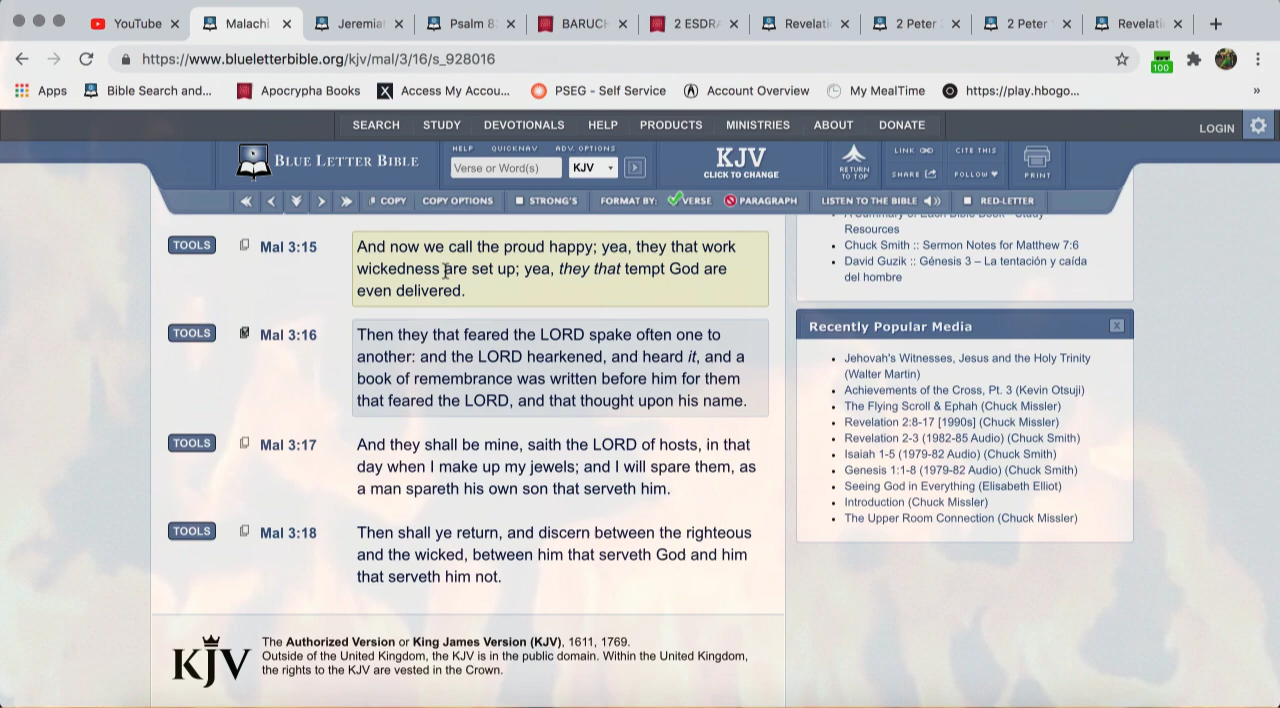 YouTube
Malachi
Jeremia
Psalm 8
BARUCH
2 ESDRA
Revelati
2 Peter
2 Peter
Revelati
https://www.blueletterbible.org/kjv/mal/3/16/s_928016
100
Apps
Bible Search and...
Apocrypha Books
Access My Accou...
PSEG - Self Service
Account Overview
My MealTime
https://play.hbogo...
»
SEARCH STUDY DEVOTIONALS HELP PRODUCTS MINISTRIES ABOUT DONATE
LOGIN
BLUE LETTER BIBLE
HELP QUICKNAV ADV. OPTIONS
Verse or Word(s)
KJV
KJV
CLICK TO CHANGE
RETURN
TO TOP
LINK
CITE THIS
SHARE
FOLLOW
PRINT
COPY
COPY OPTIONS
STRONG'S
FORMAT BY:
VERSE
PARAGRAPH
LISTEN TO THE BIBLE
RED-LETTER
TOOLS
Mal 3:15
And now we call the proud happy; yea, they that work
wickedness are set up; yea, they that tempt God are
even delivered.
TOOLS
Mal 3:16
Then they that feared the LORD spake often one to
another: and the LORD hearkened, and heard it, and a
book of remembrance was written before him for them
that feared the LORD, and that thought upon his name.
TOOLS
Mal 3:17
And they shall be mine, saith the LORD of hosts, in that
day when I make up my jewels; and I will spare them, as
a man spareth his own son that serveth him.
TOOLS
Mal 3:18
Then shall ye return, and discern between the righteous
and the wicked, between him that serveth God and him
that serveth him not.
KJV
The Authorized Version or King James Version (KJV), 1611, 1769.
Outside of the United Kingdom, the KJV is in the public domain. Within the United Kingdom,
the rights to the KJV are vested in the Crown.
A Summary of Each Bible Book - Study
Resources
Chuck Smith :: Sermon Notes for Matthew 7:6
David Guzik :: Génesis 3 – La tentación y caída
del hombre
Recently Popular Media
X
Jehovah's Witnesses, Jesus and the Holy Trinity
(Walter Martin)
Achievements of the Cross, Pt. 3 (Kevin Otsuji)
The Flying Scroll & Ephah (Chuck Missler)
Revelation 2:8-17 [1990s] (Chuck Missler)
Revelation 2-3 (1982-85 Audio) (Chuck Smith)
Isaiah 1-5 (1979-82 Audio) (Chuck Smith)
Genesis 1:1-8 (1979-82 Audio) (Chuck Smith)
Seeing God in Everything (Elisabeth Elliot)
Introduction (Chuck Missler)
The Upper Room Connection (Chuck Missler)